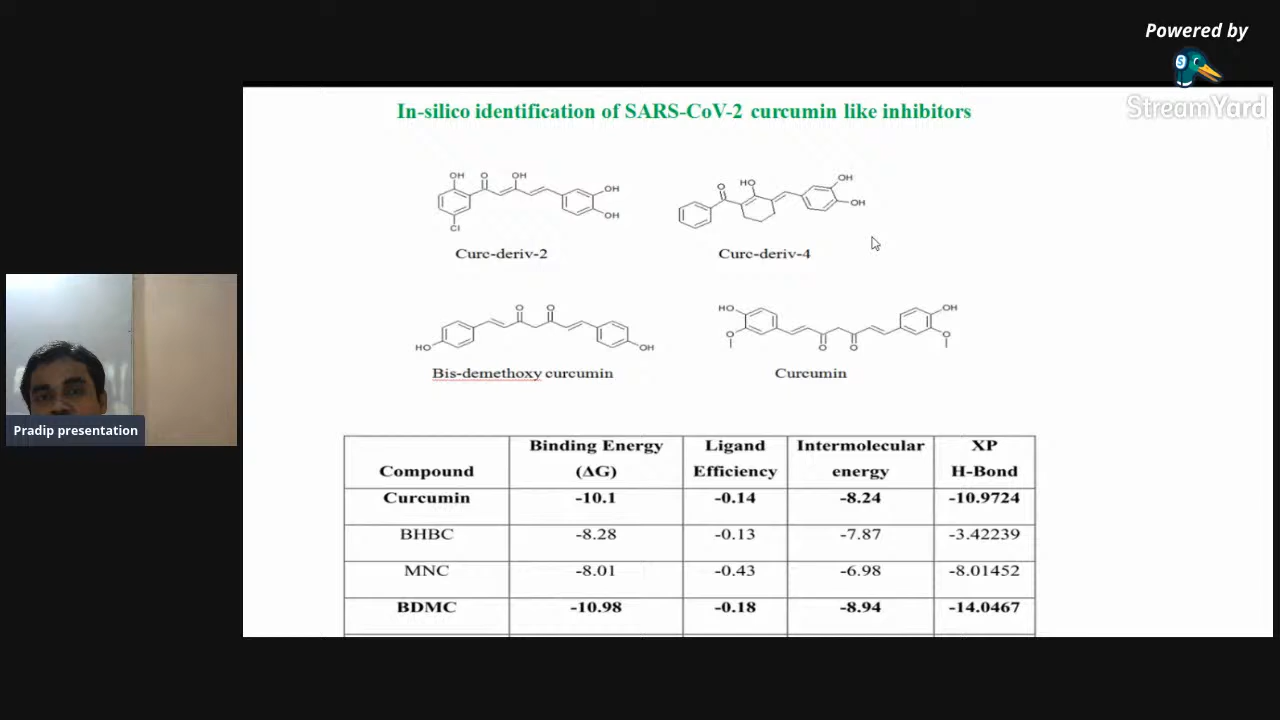 Powered by
StreamYard
In-silico identification of SARS-CoV-2 curcumin like inhibitors
OH O OH OH OH Cl
Curc-deriv-2
O HO OH OH
Curc-deriv-4
O O HO OH
Bis-demethoxy curcumin
HO O O O O OH
Curcumin
Pradip presentation
Compound Binding Energy (ΔG) Ligand Efficiency Intermolecular energy XP H-Bond
Curcumin -10.1 -0.14 -8.24 -10.9724
BHBC -8.28 -0.13 -7.87 -3.42239
MNC -8.01 -0.43 -6.98 -8.01452
BDMC -10.98 -0.18 -8.94 -14.0467